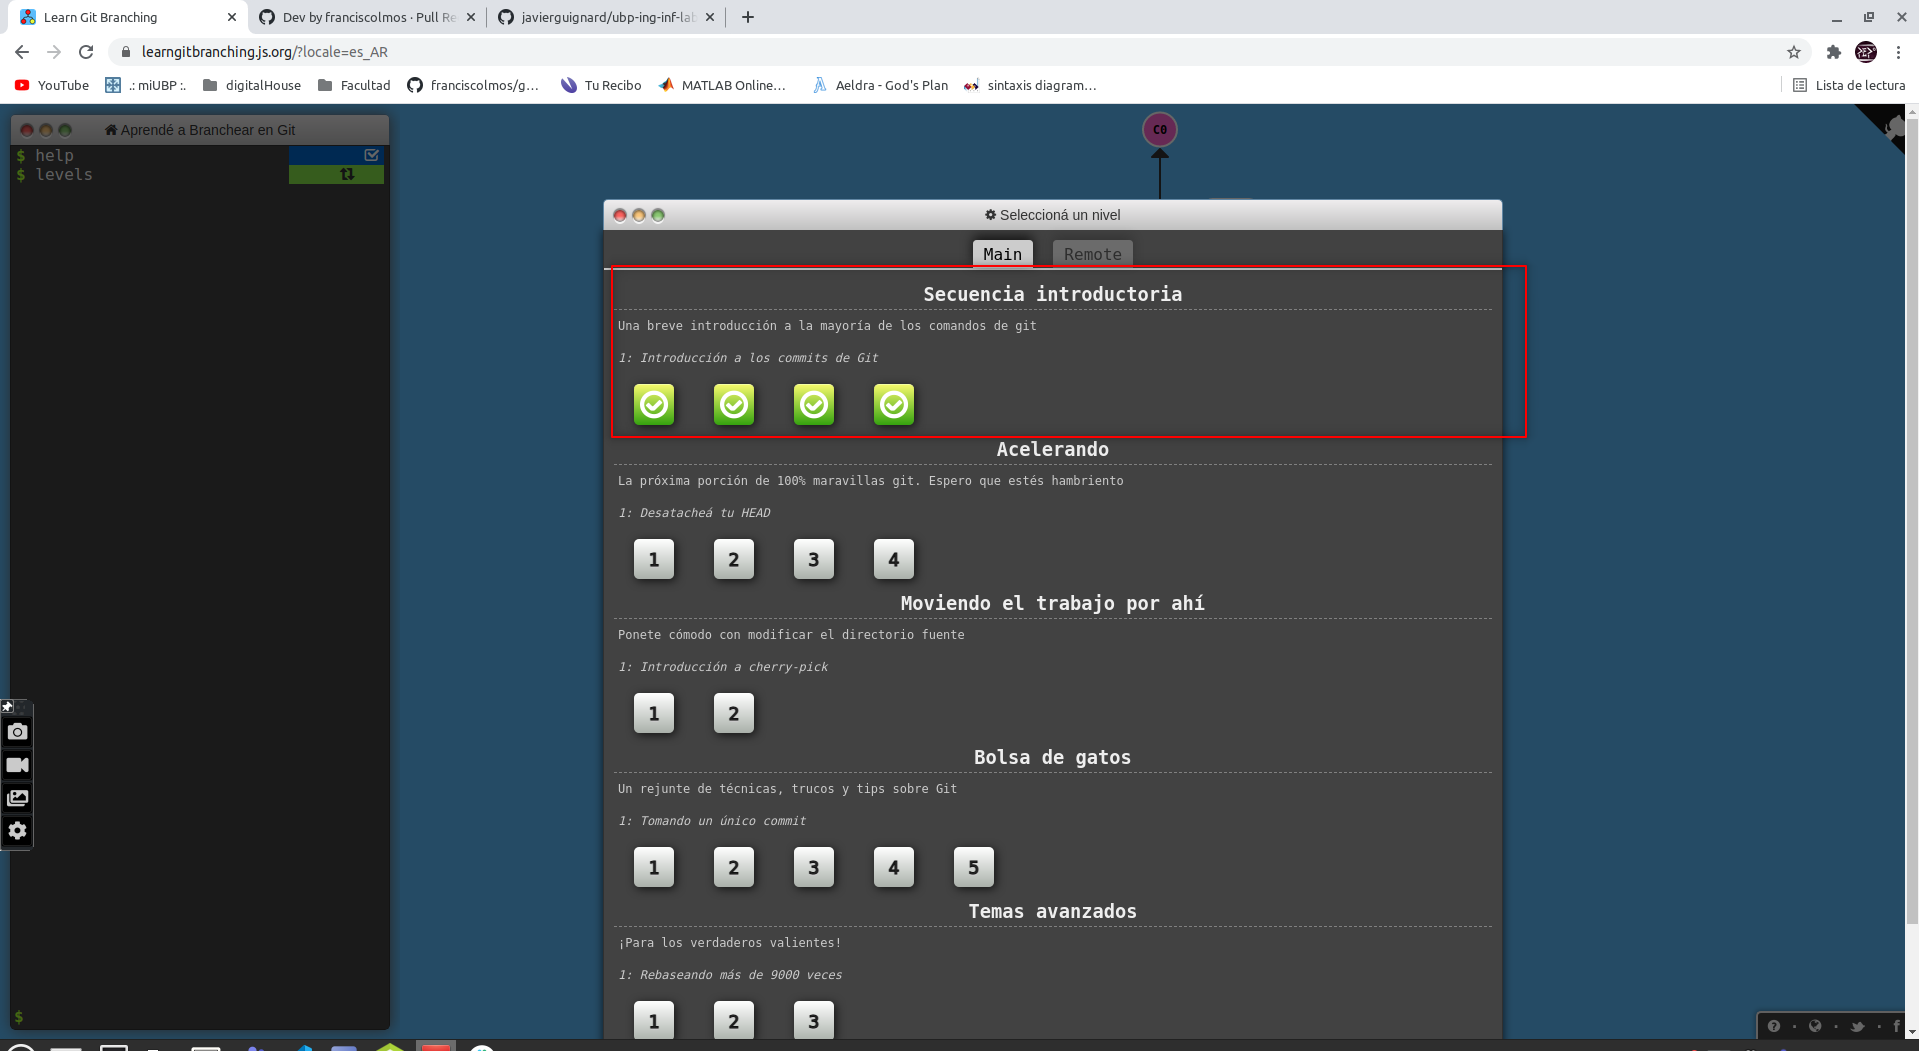 Learn Git Branching
Dev by franciscolmos · Pull Re
javierguignard/ubp-ing-inf-lab
learngitbranching.js.org/?locale=es_AR
YouTube
.: miUBP :.
digitalHouse
Facultad
franciscolmos/g...
Tu Recibo
MATLAB Online...
Aeldra - God's Plan
sintaxis diagram...
Lista de lectura
Aprendé a Branchear en Git
$ help
$ levels
$
C0
Seleccioná un nivel
Main
Remote
Secuencia introductoria
Una breve introducción a la mayoría de los comandos de git
1: Introducción a los commits de Git
Acelerando
La próxima porción de 100% maravillas git. Espero que estés hambriento
1: Desatacheá tu HEAD
1 2 3 4
Moviendo el trabajo por ahí
Ponete cómodo con modificar el directorio fuente
1: Introducción a cherry-pick
1 2
Bolsa de gatos
Un rejunte de técnicas, trucos y tips sobre Git
1: Tomando un único commit
1 2 3 4 5
Temas avanzados
¡Para los verdaderos valientes!
1: Rebaseando más de 9000 veces
1 2 3